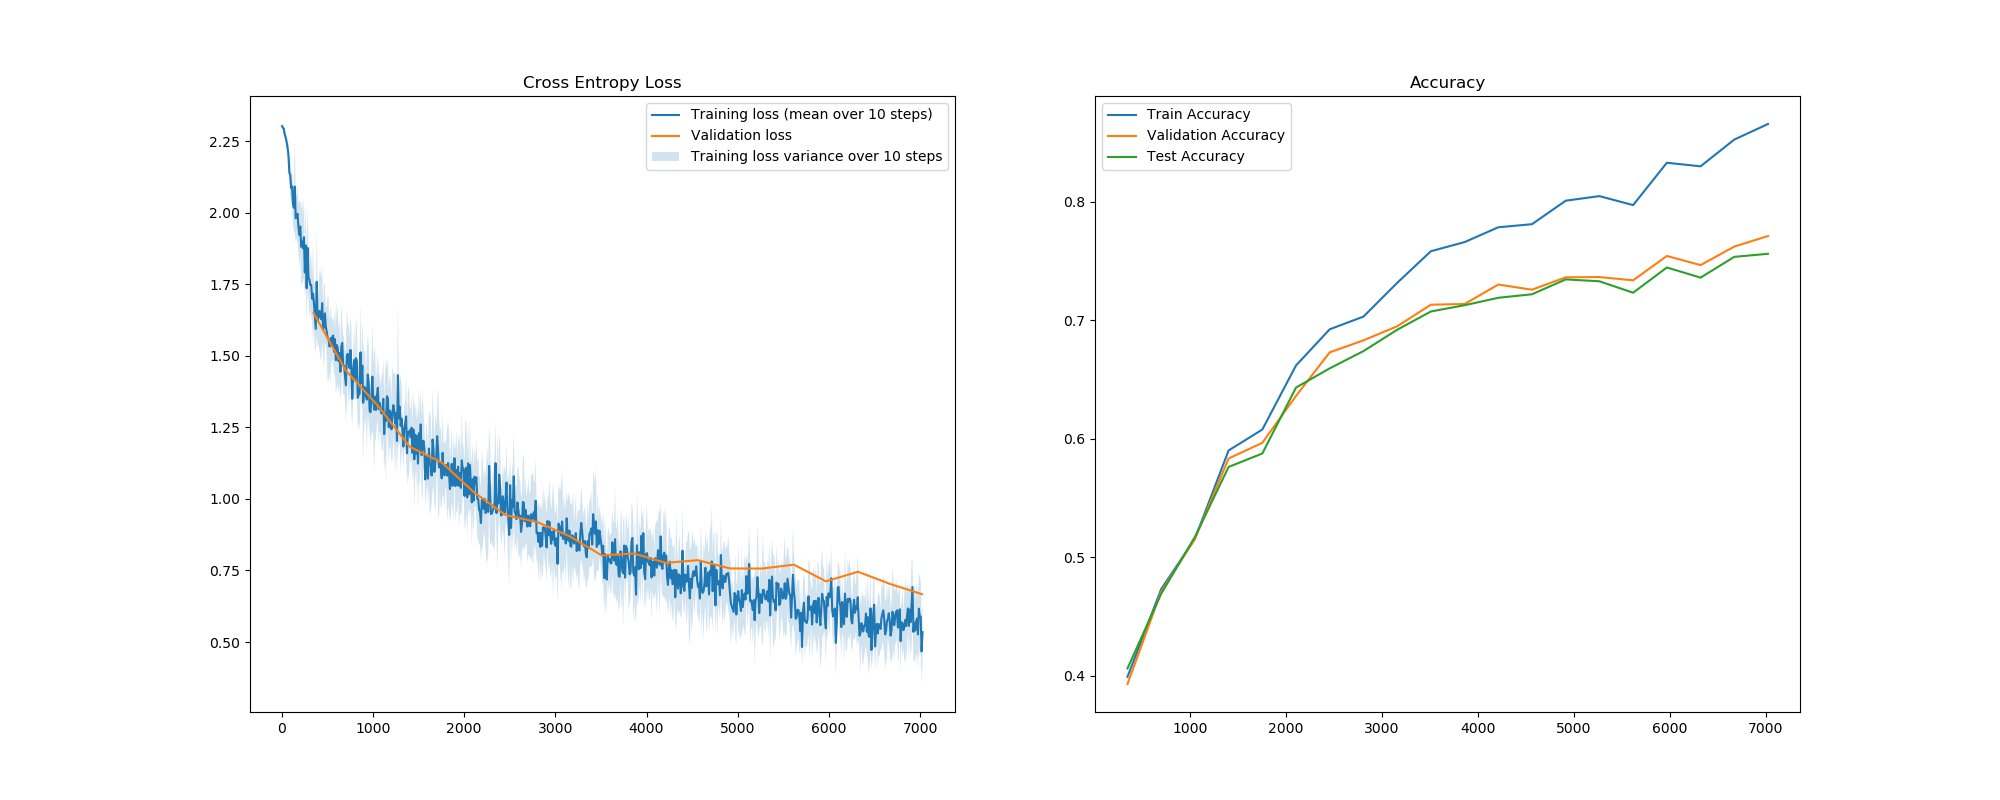 Cross Entropy Loss
Training loss (mean over 10 steps)
Validation loss
Training loss variance over 10 steps
2.25
2.00
1.75
1.50
1.25
1.00
0.75
0.50
0 1000 2000 3000 4000 5000 6000 7000
Accuracy
Train Accuracy
Validation Accuracy
Test Accuracy
0.8
0.7
0.6
0.5
0.4
1000 2000 3000 4000 5000 6000 7000